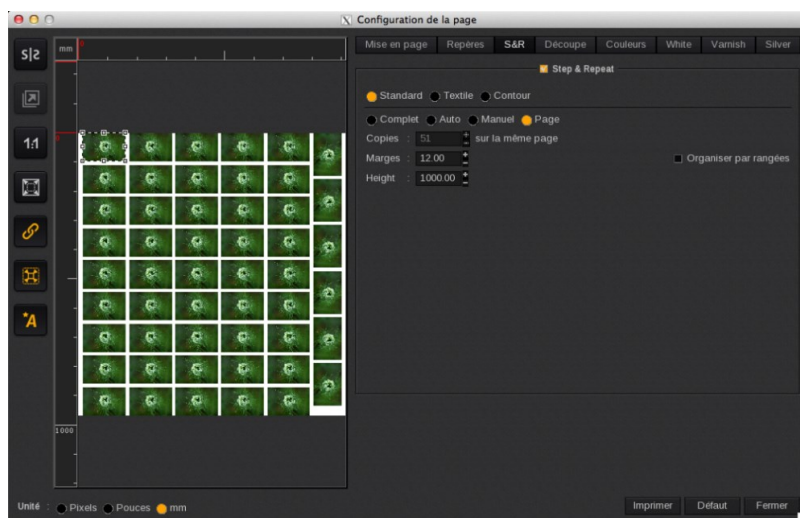 Configuration de la page
S|S
mm
Mise en page Repères S&R Découpe Couleurs White Varnish Silver
Step & Repeat
Standard Textile Contour
Complet Auto Manuel Page
1:1
Copies : 51 sur la même page
Marges : 12.00 Organiser par rangées
Height : 1000.00
*A
1000
Unité : Pixels Pouces mm
Imprimer Défaut Fermer